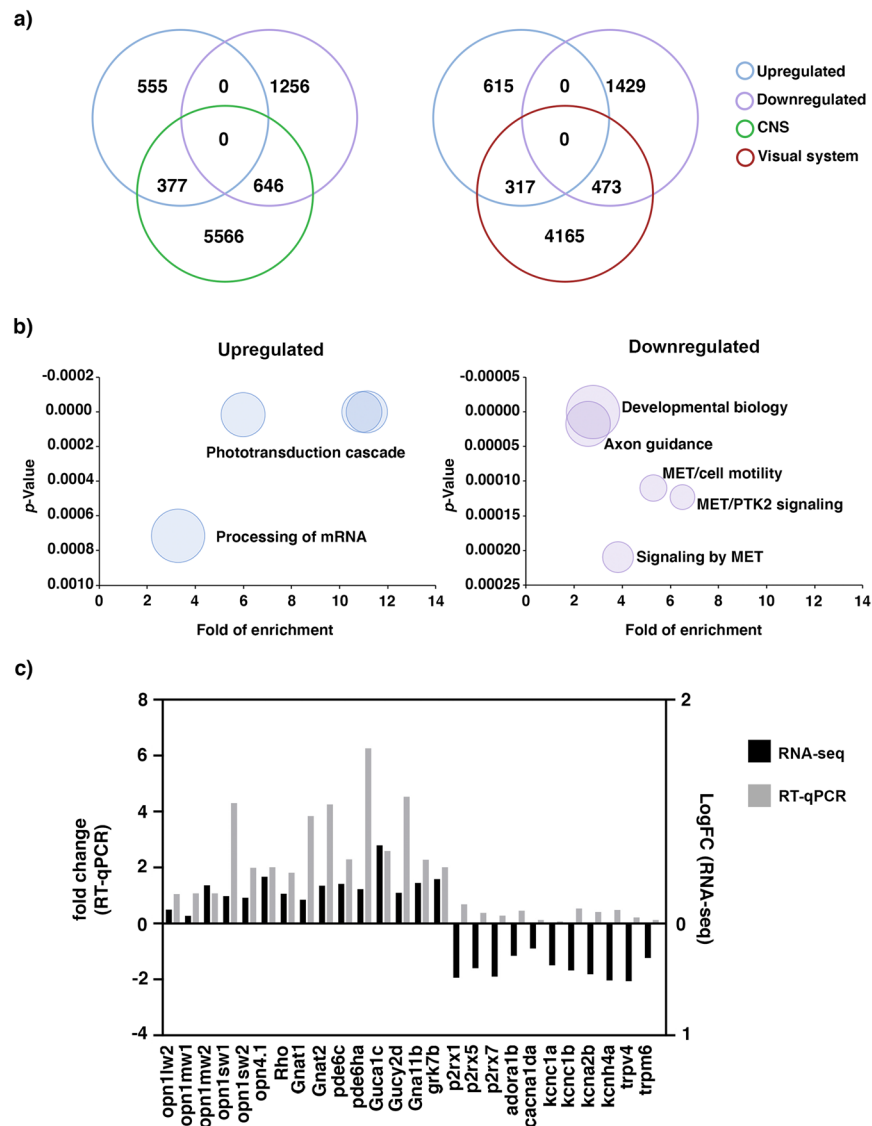 a)
555 0 1256
0
377 646
5566
615 0 1429
0
317 473
4165
Upregulated
Downregulated
CNS
Visual system
b)
Upregulated
-0.0002
0.0000
0.0002
0.0004
0.0006
0.0008
0.0010
p-Value
Phototransduction cascade
Processing of mRNA
0 2 4 6 8 10 12 14
Fold of enrichment
Downregulated
-0.00005
0.00000
0.00005
0.00010
0.00015
0.00020
0.00025
p-Value
Developmental biology
Axon guidance
MET/cell motility
MET/PTK2 signaling
Signaling by MET
0 2 4 6 8 10 12 14
Fold of enrichment
c)
8
6
4
2
0
-2
-4
fold change
(RT-qPCR)
2
0
1
LogFC (RNA-seq)
RNA-seq
RT-qPCR
opn1lw2
opn1mw1
opn1mw2
opn1sw1
opn1sw2
opn4.1
Rho
Gnat1
Gnat2
pde6c
pde6ha
Guca1c
Gucy2d
Gna11b
grk7b
p2rx1
p2rx5
p2rx7
adora1b
cacna1da
kcnc1a
kcnc1b
kcna2b
kcnh4a
trpv4
trpm6